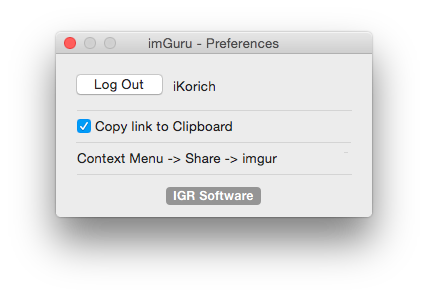 imGuru - Preferences
Log Out iKorich
Copy link to Clipboard
Context Menu -> Share -> imgur
IGR Software